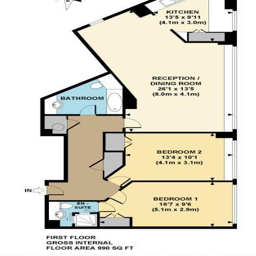 KITCHEN
13'5 x 9'11
(4.1m x 3.0m)
RECEPTION /
DINING ROOM
26'1 x 13'5
(8.0m x 4.1m)
BATHROOM
BEDROOM 2
13'4 x 10'1
(4.1m x 3.1m)
IN
EN -
SUITE
BEDROOM 1
16'7 x 9'6
(5.1m x 2.9m)
FIRST FLOOR
GROSS INTERNAL
FLOOR AREA 990 SQ FT